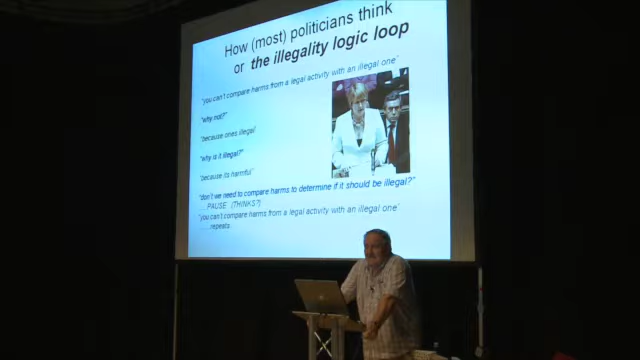 How (most) politicians think
or the illegality logic loop
"you can't compare harms from a legal activity with an illegal one"
"why not?"
"because ones illegal
"why is it illegal?"
"because its harmful"
"don't we need to compare harms to determine if it should be illegal?"
PAUSE (THINKS?)
"you can't compare harms from a legal activity with an illegal one"
....repeats